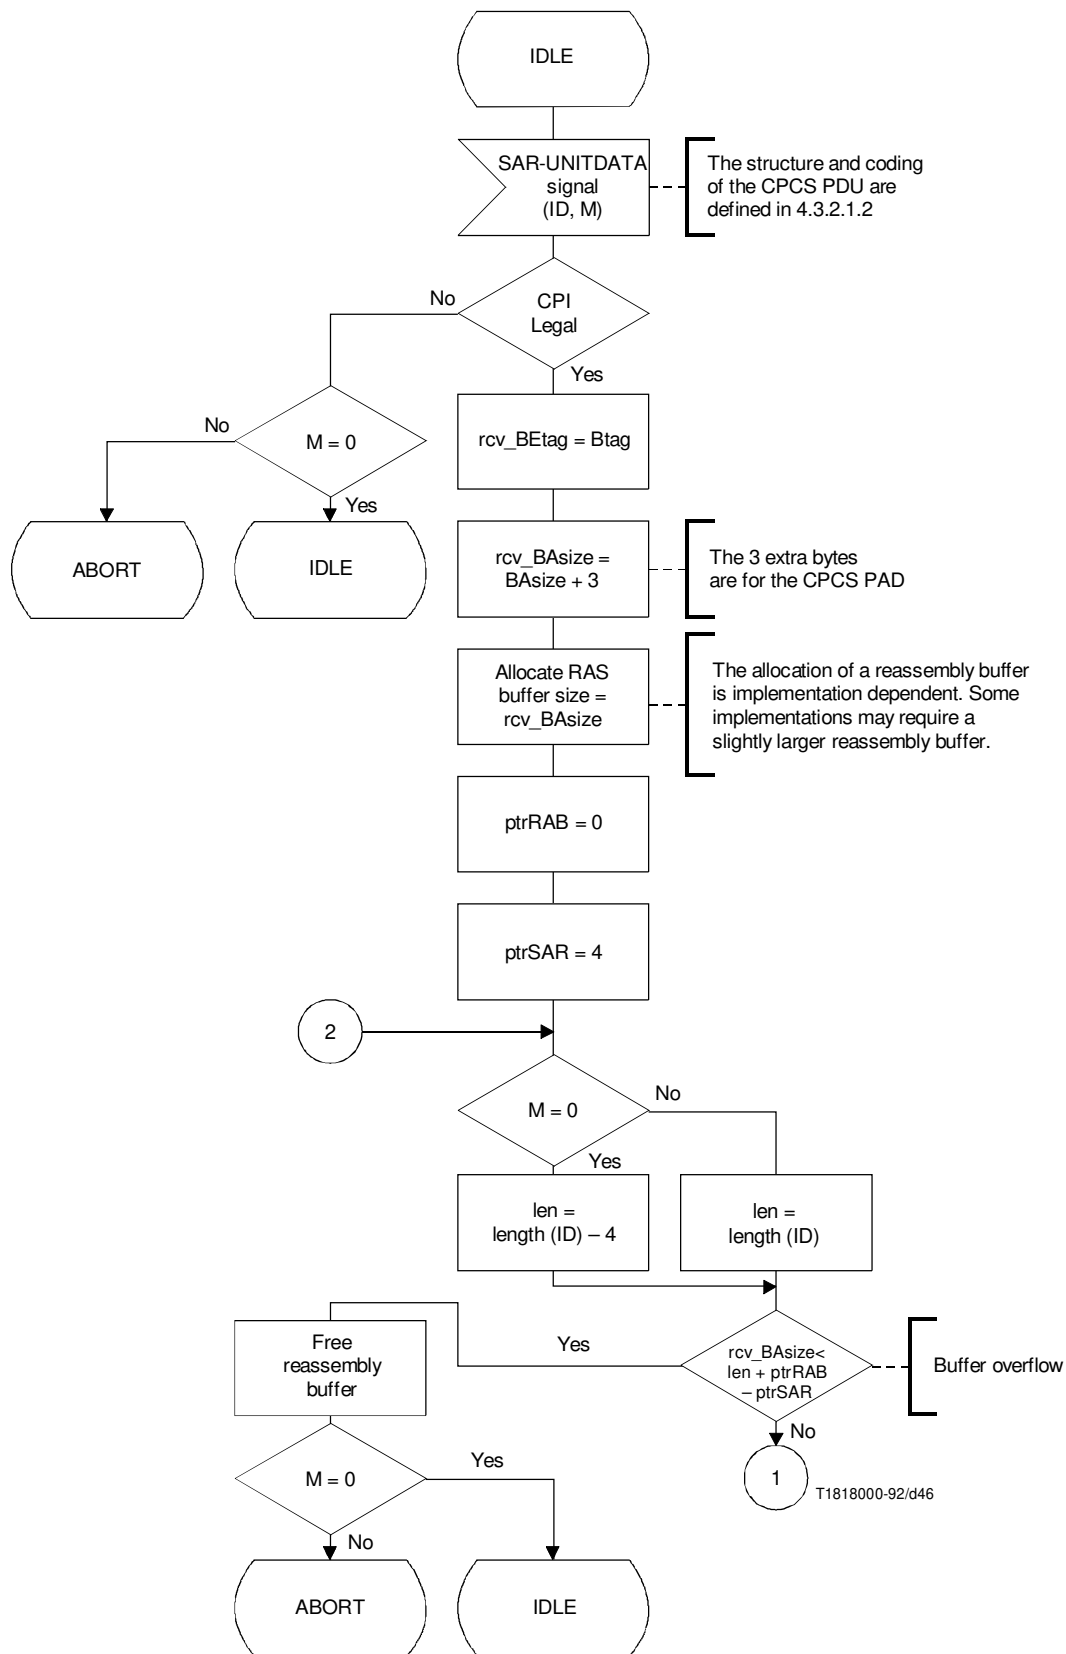 IDLE
SAR-UNITDATA
signal
(ID, M)
The structure and coding
of the CPCS PDU are
defined in 4.3.2.1.2
No
CPI
Legal
Yes
No
M = 0
Yes
rcv_BEtag = Btag
ABORT
IDLE
rcv_BAsize =
BAsize + 3
The 3 extra bytes
are for the CPCS PAD
Allocate RAS
buffer size =
rcv_BAsize
The allocation of a reassembly buffer
is implementation dependent. Some
implementations may require a
slightly larger reassembly buffer.
ptrRAB = 0
ptrSAR = 4
2
M = 0
No
Yes
len =
length (ID) – 4
len =
length (ID)
Free
reassembly
buffer
Yes
rcv_BAsize<
len + ptrRAB
– ptrSAR
Buffer overflow
No
M = 0
Yes
1
T1818000-92/d46
No
ABORT
IDLE